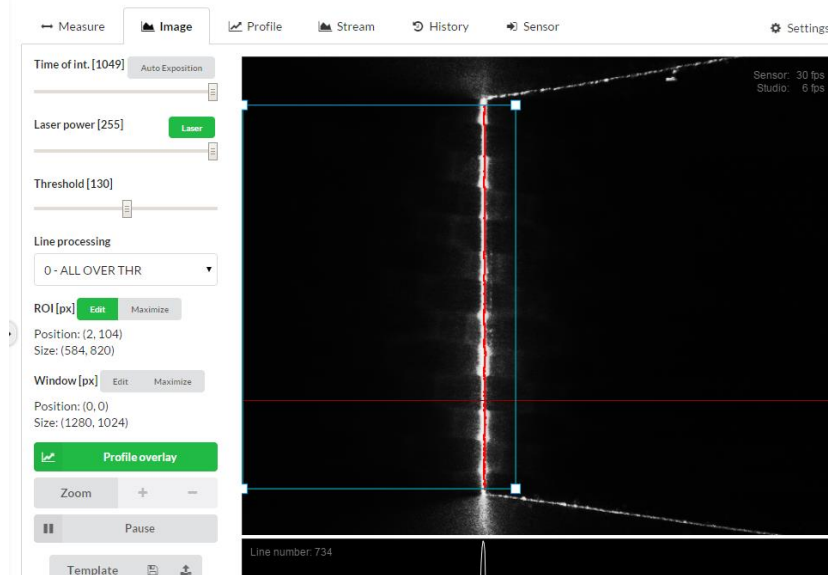 Measure Image Profile Stream History Sensor Settings
Time of int. [1049] Auto Exposition
Laser power [255] Laser
Threshold [130]
Line processing
0 - ALL OVER THR
ROI [px] Edit Maximize
Position: (2, 104)
Size: (584, 820)
Window [px] Edit Maximize
Position: (0, 0)
Size: (1280, 1024)
Profile overlay
Zoom + −
Pause
Template
Sensor: 30 fps
Studio: 6 fps
Line number: 734